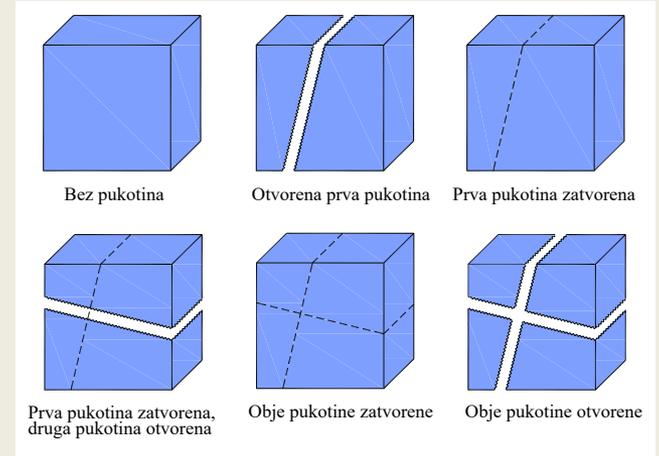 Bez pukotina
Otvorena prva pukotina
Prva pukotina zatvorena
Prva pukotina zatvorena,
druga pukotina otvorena
Obje pukotine zatvorene
Obje pukotine otvorene